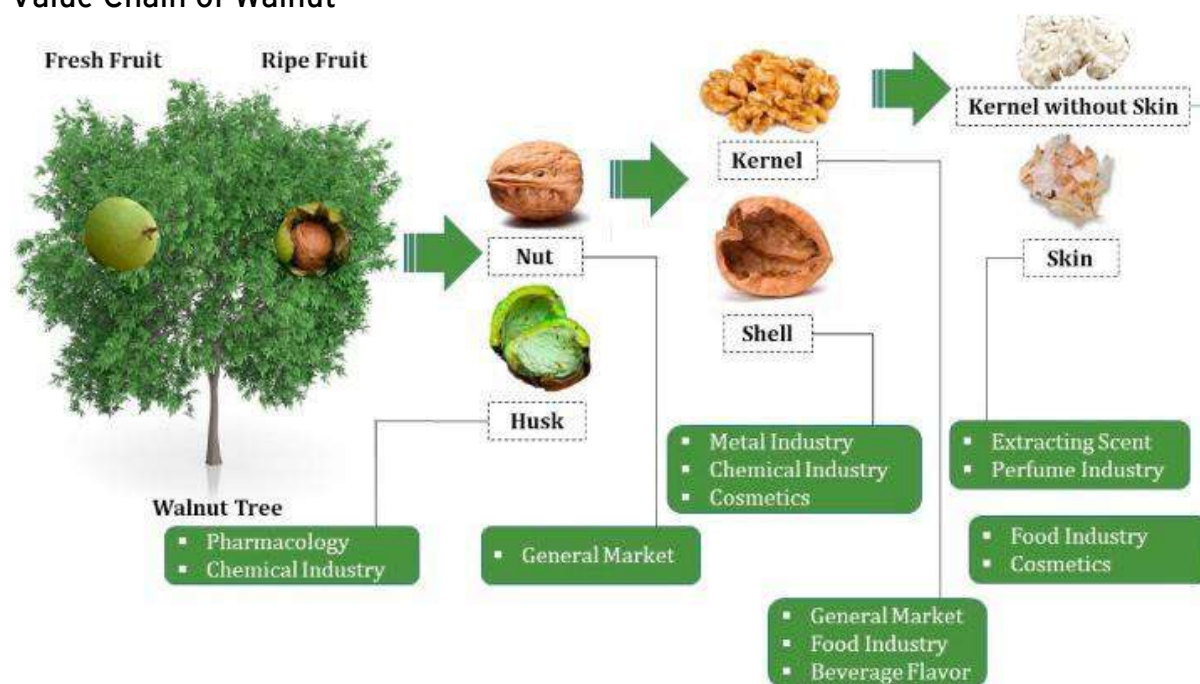 Value Chain of Walnut
Fresh Fruit
Ripe Fruit
Kernel without Skin
Kernel
Nut
Skin
Shell
Husk
Metal Industry
Chemical Industry
Cosmetics
Extracting Scent
Perfume Industry
Walnut Tree
Pharmacology
Chemical Industry
General Market
Food Industry
Cosmetics
General Market
Food Industry
Beverage Flavor